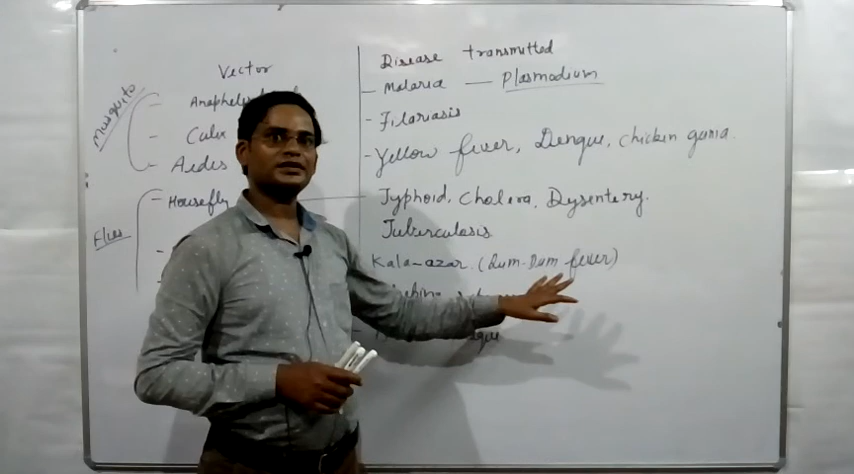 Vector Disease transmitted
Mosquito
Malaria — Plasmodium
Culex - Filariasis
- Aedes - Yellow fever, Dengue, Chicken gunia.
Flies
- Housefly Typhoid, Cholera, Dysentery.
Tuberculosis
Kala-azar (Dum-Dum fever)